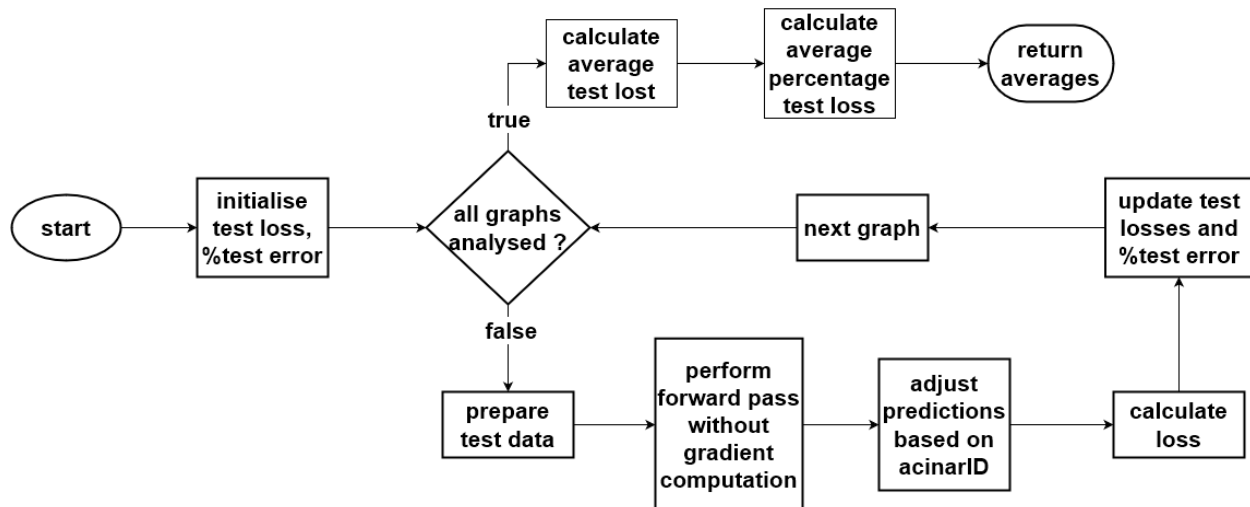 calculate
average
test lost
calculate
average
percentage
test loss
return
averages
true
start
initialise
test loss,
%test error
all graphs
analysed ?
next graph
update test
losses and
%test error
false
prepare
test data
perform
forward pass
without
gradient
computation
adjust
predictions
based on
acinarID
calculate
loss